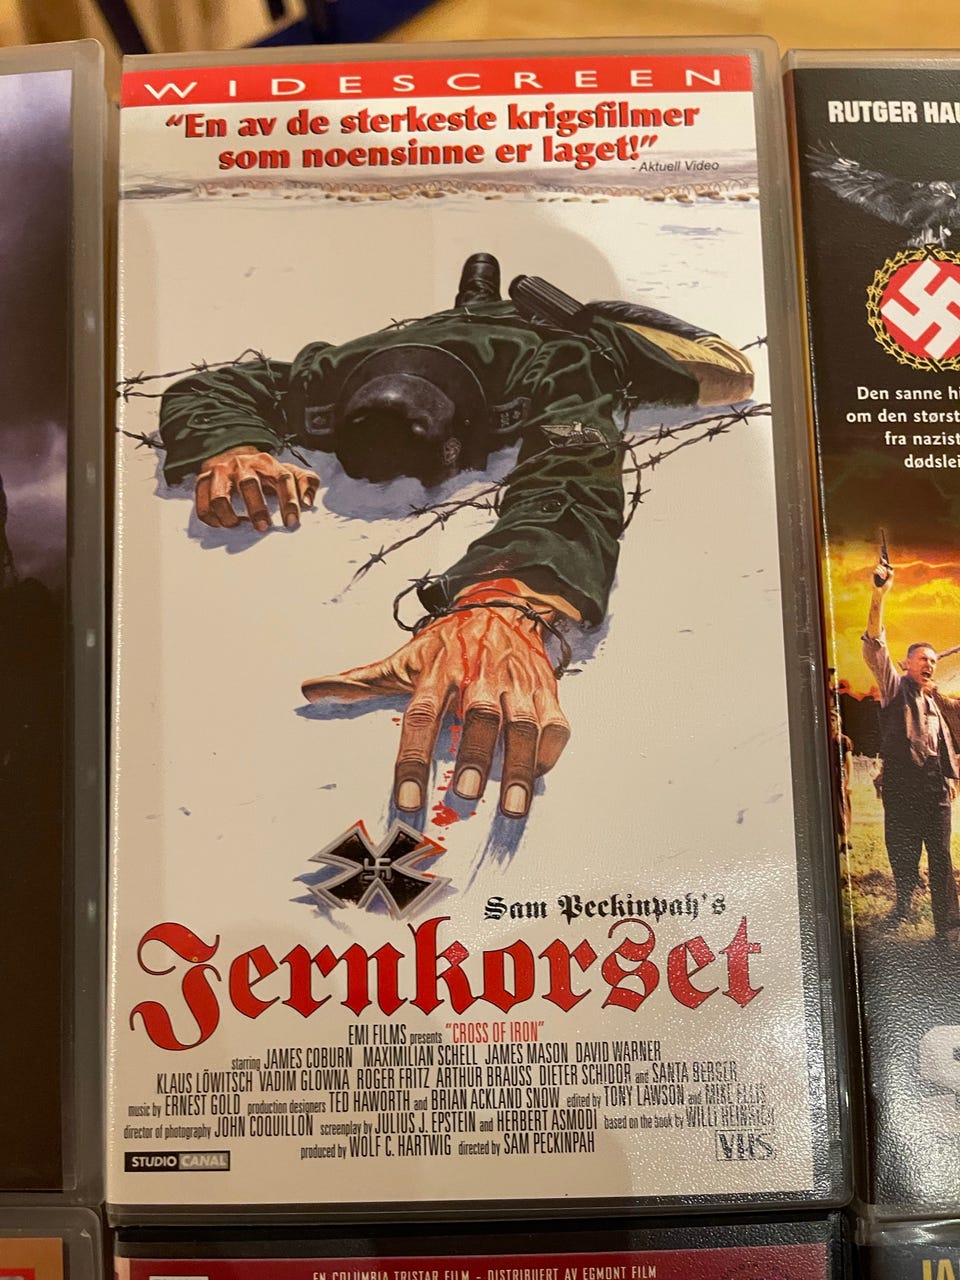 WIDESCREEN
"En av de sterkeste krigsfilmer
som noensinne er laget!"
- Aktuell Video
Sam Peckinpah's
Jernkorset
EMI FILMS presents "CROSS OF IRON"
starring JAMES COBURN MAXIMILIAN SCHELL JAMES MASON DAVID WARNER
KLAUS LÖWITSCH VADIM GLOWNA ROGER FRITZ ARTHUR BRAUSS DIETER SCHIDOR and SANTA BERGER
music by ERNEST GOLD production designers TED HAWORTH and BRIAN ACKLAND SNOW edited by TONY LAWSON and MIKE ELLIS
director of photography JOHN COQUILLON screenplay by JULIUS J. EPSTEIN and HERBERT ASMODI based on the book by WILLI HEINRICH
produced by WOLF C. HARTWIG directed by SAM PECKINPAH
STUDIO CANAL
VHS
RUTGER HAU
Den sanne hi
om den størst
fra nazist
dødslei
EN COLUMBIA TRISTAR FILM - DISTRIBUERT AV EGMONT FILM
JA